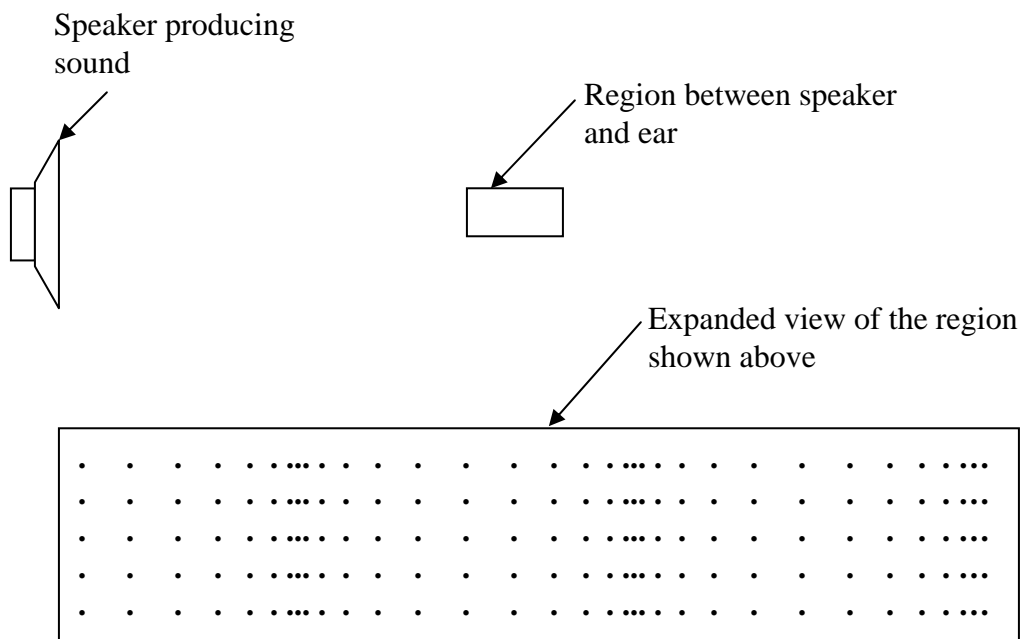 Speaker producing
sound
Region between speaker
and ear
Expanded view of the region
shown above